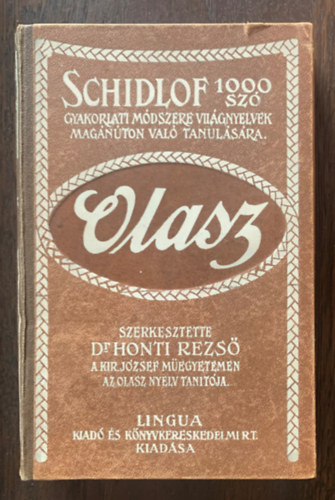 SCHIDLOF 1000 SZÓ
GYAKORLATI MÓDSZERE VILÁGNYELVEK
MAGÁNÚTON VALÓ TANULÁSÁRA.
Olasz
SZERKESZTETTE
Dr HONTI REZSŐ
A KIR. JÓZSEF MŰEGYETEMEN
AZ OLASZ NYELV TANITÓJA.
LINGUA
KIADÓ ÉS KÖNYVKERESKEDELMI R.T.
KIADÁSA